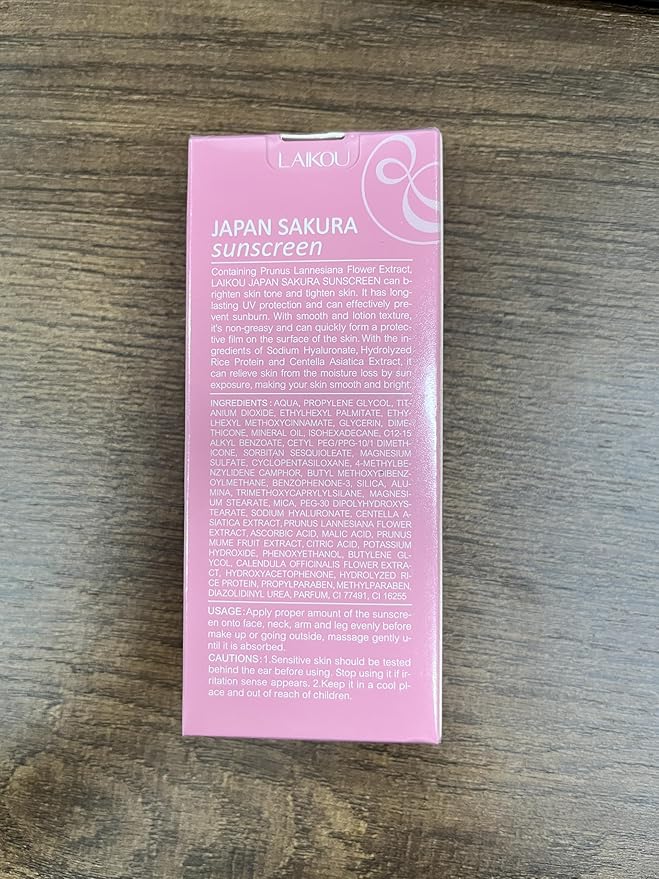 LAIKOU
JAPAN SAKURA
sunscreen
Containing Prunus Lannesiana Flower Extract,
LAIKOU JAPAN SAKURA SUNSCREEN can b-
righten skin tone and tighten skin. It has long-
lasting UV protection and can effectively pre-
vent sunburn. With smooth and lotion texture,
it's non-greasy and can quickly form a protec-
tive film on the surface of the skin. With the in-
gredients of Sodium Hyaluronate, Hydrolyzed
Rice Protein and Centella Asiatica Extract, it
can relieve skin from the moisture loss by sun
exposure, making your skin smooth and bright.
INGREDIENTS: AQUA, PROPYLENE GLYCOL, TIT-
ANIUM DIOXIDE, ETHYLHEXYL PALMITATE, ETHY-
LHEXYL METHOXYCINNAMATE, GLYCERIN, DIME-
THICONE, MINERAL OIL, ISOHEXADECANE, C12-15
ALKYL BENZOATE, CETYL PEG/PPG-10/1 DIMETH-
ICONE, SORBITAN SESQUIOLEATE, MAGNESIUM
SULFATE, CYCLOPENTASILOXANE, 4-METHYLBE-
NZYLIDENE CAMPHOR, BUTYL METHOXYDIBENZ-
OYLMETHANE, BENZOPHENONE-3, SILICA, ALU-
MINA, TRIMETHOXYCAPRYLYLSILANE, MAGNESI-
UM STEARATE, MICA, PEG-30 DIPOLYHYDROXYS-
TEARATE, SODIUM HYALURONATE, CENTELLA A-
SIATICA EXTRACT, PRUNUS LANNESIANA FLOWER
EXTRACT, ASCORBIC ACID, MALIC ACID, PRUNUS
MUME FRUIT EXTRACT, CITRIC ACID, POTASSIUM
HYDROXIDE, PHENOXYETHANOL, BUTYLENE GL-
YCOL, CALENDULA OFFICINALIS FLOWER EXTRA-
CT, HYDROXYACETOPHENONE, HYDROLYZED RI-
CE PROTEIN, PROPYLPARABEN, METHYLPARABEN,
DIAZOLIDINYL UREA, PARFUM, CI 77491, CI 16255
USAGE: Apply proper amount of the sunscre-
en onto face, neck, arm and leg evenly before
make up or going outside, massage gently u-
ntil it is absorbed.
CAUTIONS: 1.Sensitive skin should be tested
behind the ear before using. Stop using it if ir-
ritation sense appears. 2.Keep it in a cool pl-
ace and out of reach of children.